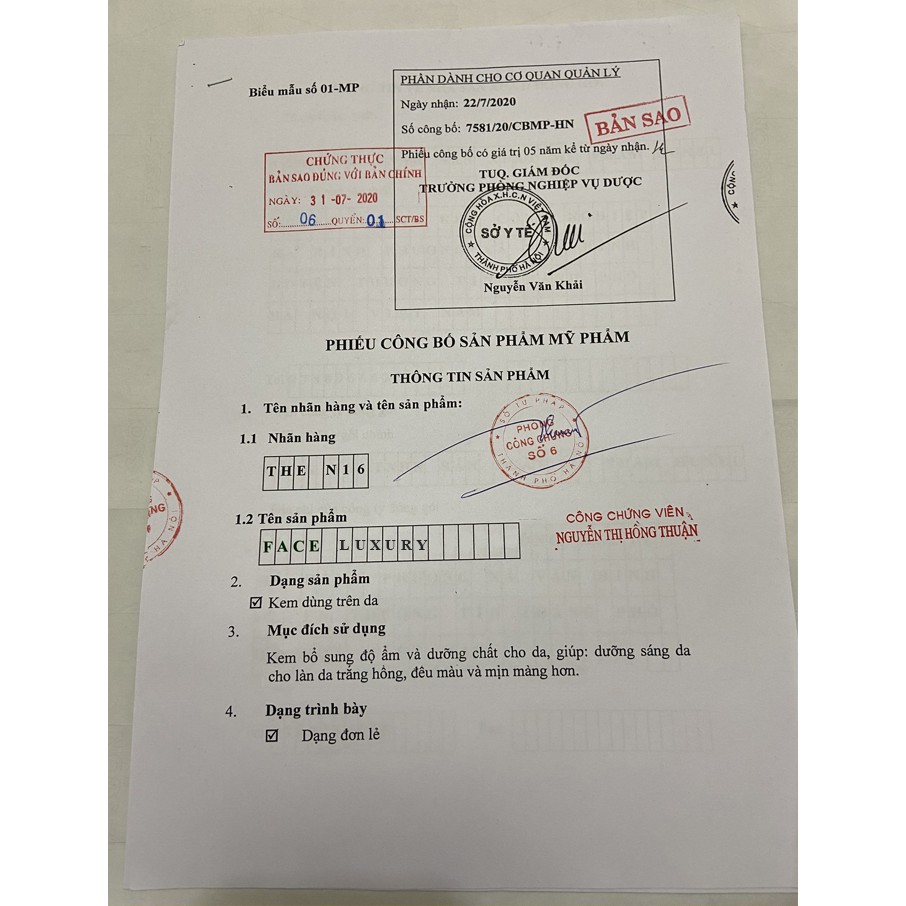 Biểu mẫu số 01-MP
PHẦN DÀNH CHO CƠ QUAN QUẢN LÝ
Ngày nhận: 22/7/2020
Số công bố: 7581/20/CBMP-HN
BẢN SAO
Phiếu công bố có giá trị 05 năm kể từ ngày nhận.
TUQ. GIÁM ĐỐC
TRƯỞNG PHÒNG NGHIỆP VỤ DƯỢC
CỘNG HÒA X.H.C.N VIỆT NAM
SỞ Y TẾ
THÀNH PHỐ HÀ NỘI
Nguyễn Văn Khải
CHỨNG THỰC
BẢN SAO ĐÚNG VỚI BẢN CHÍNH
NGÀY: 31-07-2020
SỐ: 06 QUYỂN: 01 SCT/BS
CÔNG
PHIẾU CÔNG BỐ SẢN PHẨM MỸ PHẨM
THÔNG TIN SẢN PHẨM
1. Tên nhãn hàng và tên sản phẩm:
1.1 Nhãn hàng
THE N16
SỞ TƯ PHÁP
PHÒNG
CÔNG CHỨNG
SỐ 6
THÀNH PHỐ HÀ NỘI
CÔNG CHỨNG VIÊN
NGUYỄN THỊ HỒNG THUẬN
1.2 Tên sản phẩm
FACE LUXURY
2. Dạng sản phẩm
☑ Kem dùng trên da
3. Mục đích sử dụng
Kem bổ sung độ ẩm và dưỡng chất cho da, giúp: dưỡng sáng da
cho làn da trắng hồng, đều màu và mịn màng hơn.
4. Dạng trình bày
☑ Dạng đơn lẻ